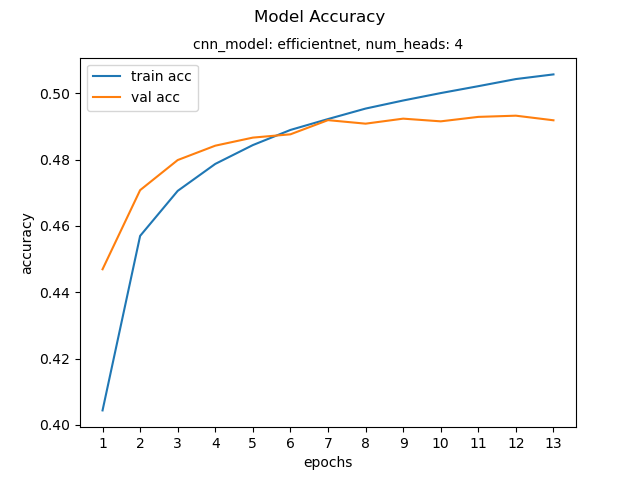 Model Accuracy
cnn_model: efficientnet, num_heads: 4
train acc
val acc
0.50
0.48
0.46
0.44
0.42
0.40
accuracy
1 2 3 4 5 6 7 8 9 10 11 12 13
epochs